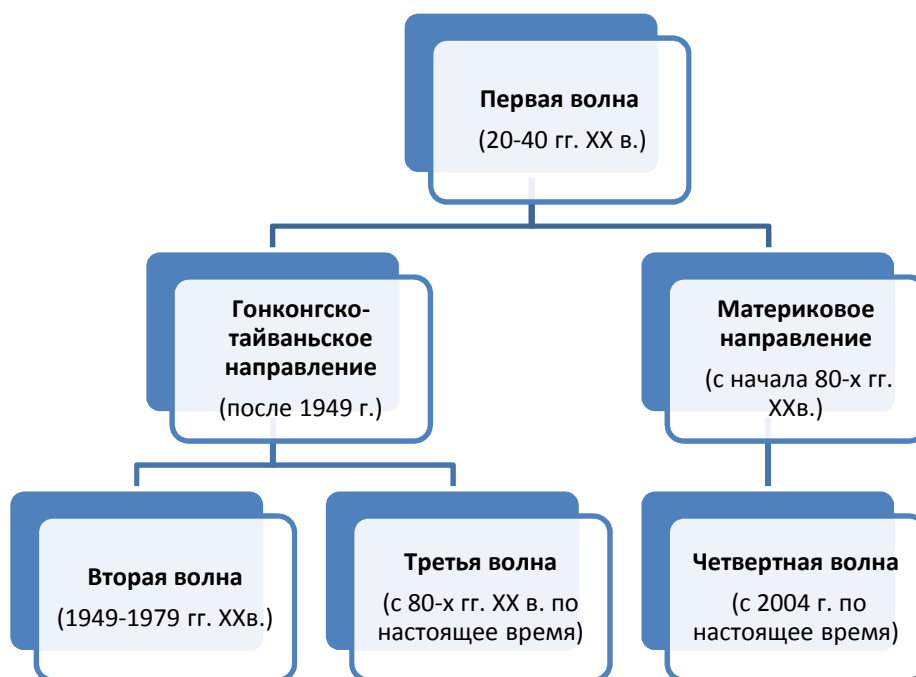 Первая волна
(20-40 гг. XX в.)
Гонконгско-
тайваньское
направление
(после 1949 г.)
Материковое
направление
(с начала 80-х гг.
XXв.)
Вторая волна
(1949-1979 гг. XXв.)
Третья волна
(с 80-х гг. XX в. по
настоящее время)
Четвертная волна
(с 2004 г. по
настоящее время)